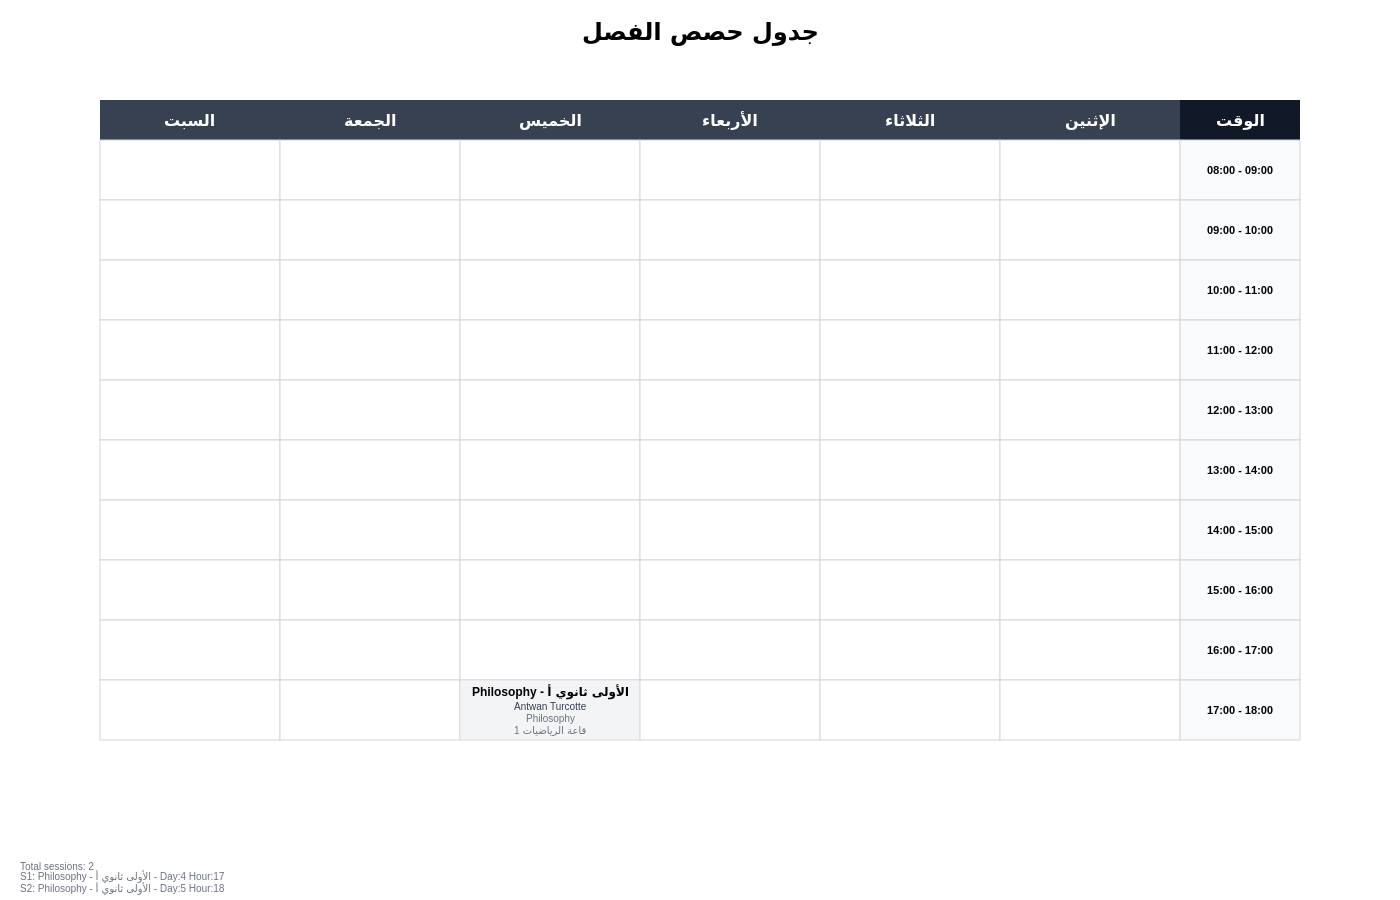 جدول حصص الفصل
الوقت
الإثنين
الثلاثاء
الأربعاء
الخميس
الجمعة
السبت
08:00 - 09:00
09:00 - 10:00
10:00 - 11:00
11:00 - 12:00
12:00 - 13:00
13:00 - 14:00
14:00 - 15:00
15:00 - 16:00
16:00 - 17:00
17:00 - 18:00
Philosophy - الأولى ثانوي أ
Antwan Turcotte
Philosophy
قاعة الرياضيات 1
Total sessions: 2
S1: Philosophy - الأولى ثانوي أ - Day:4 Hour:17
S2: Philosophy - الأولى ثانوي أ - Day:5 Hour:18